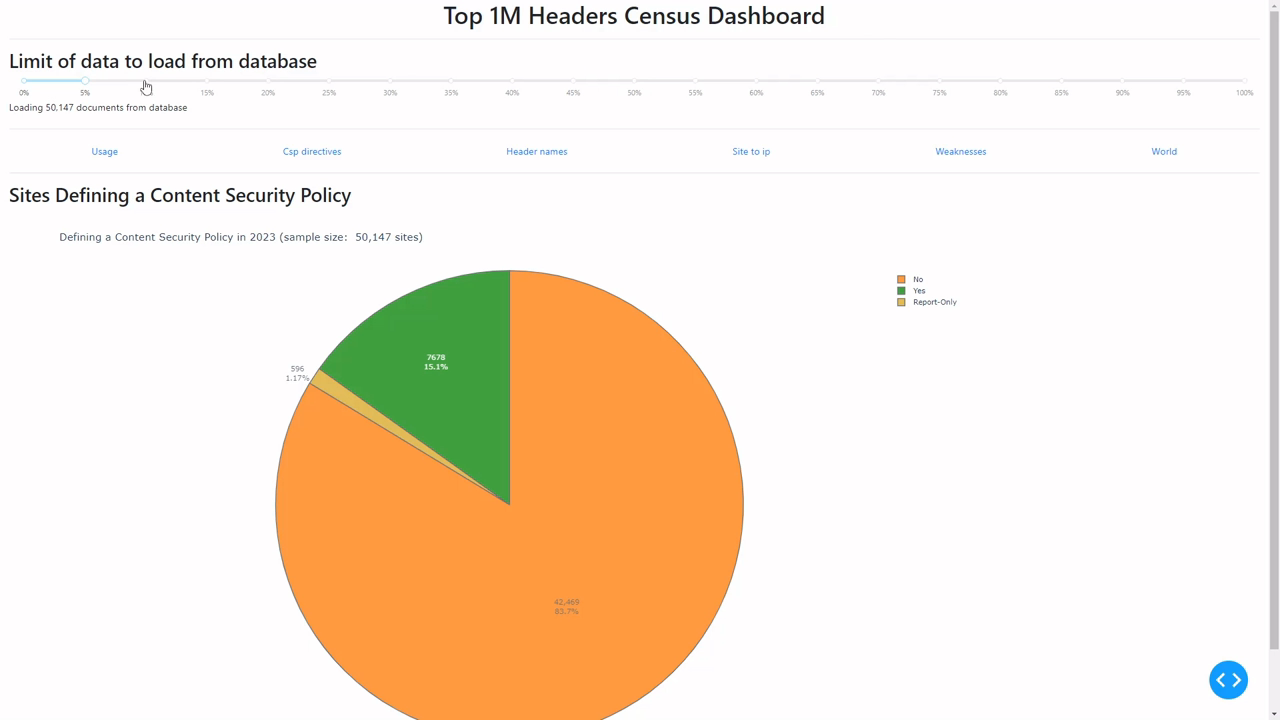 Top 1M Headers Census Dashboard
Limit of data to load from database
0% 5% 15% 20% 25% 30% 35% 40% 45% 50% 55% 60% 65% 70% 75% 80% 85% 90% 95% 100%
Loading 50,147 documents from database
Usage Csp directives Header names Site to ip Weaknesses World
Sites Defining a Content Security Policy
Defining a Content Security Policy in 2023 (sample size: 50,147 sites)
No
Yes
Report-Only
7678
15.1%
596
1.17%
42,469
83.7%